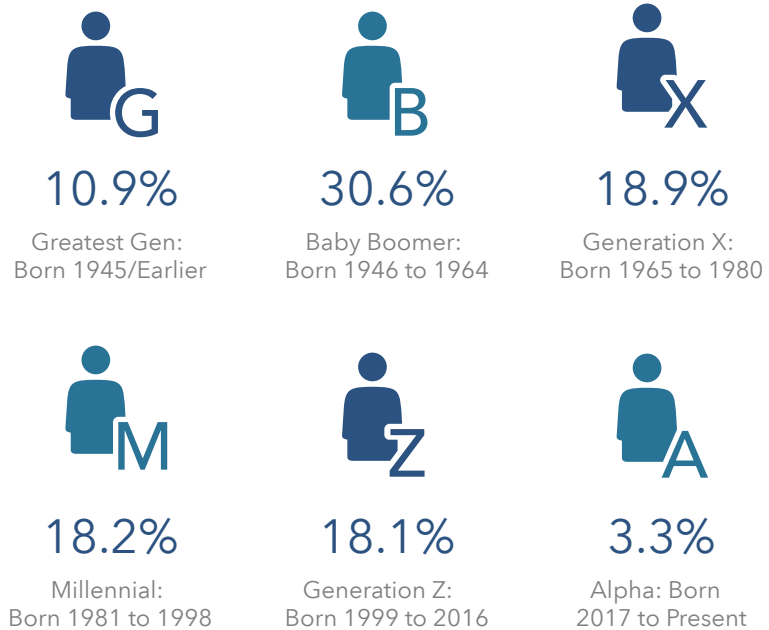 G
B
X
10.9%
30.6%
18.9%
Greatest Gen:
Born 1945/Earlier
Baby Boomer:
Born 1946 to 1964
Generation X:
Born 1965 to 1980
M
Z
A
18.2%
18.1%
3.3%
Millennial:
Born 1981 to 1998
Generation Z:
Born 1999 to 2016
Alpha: Born
2017 to Present